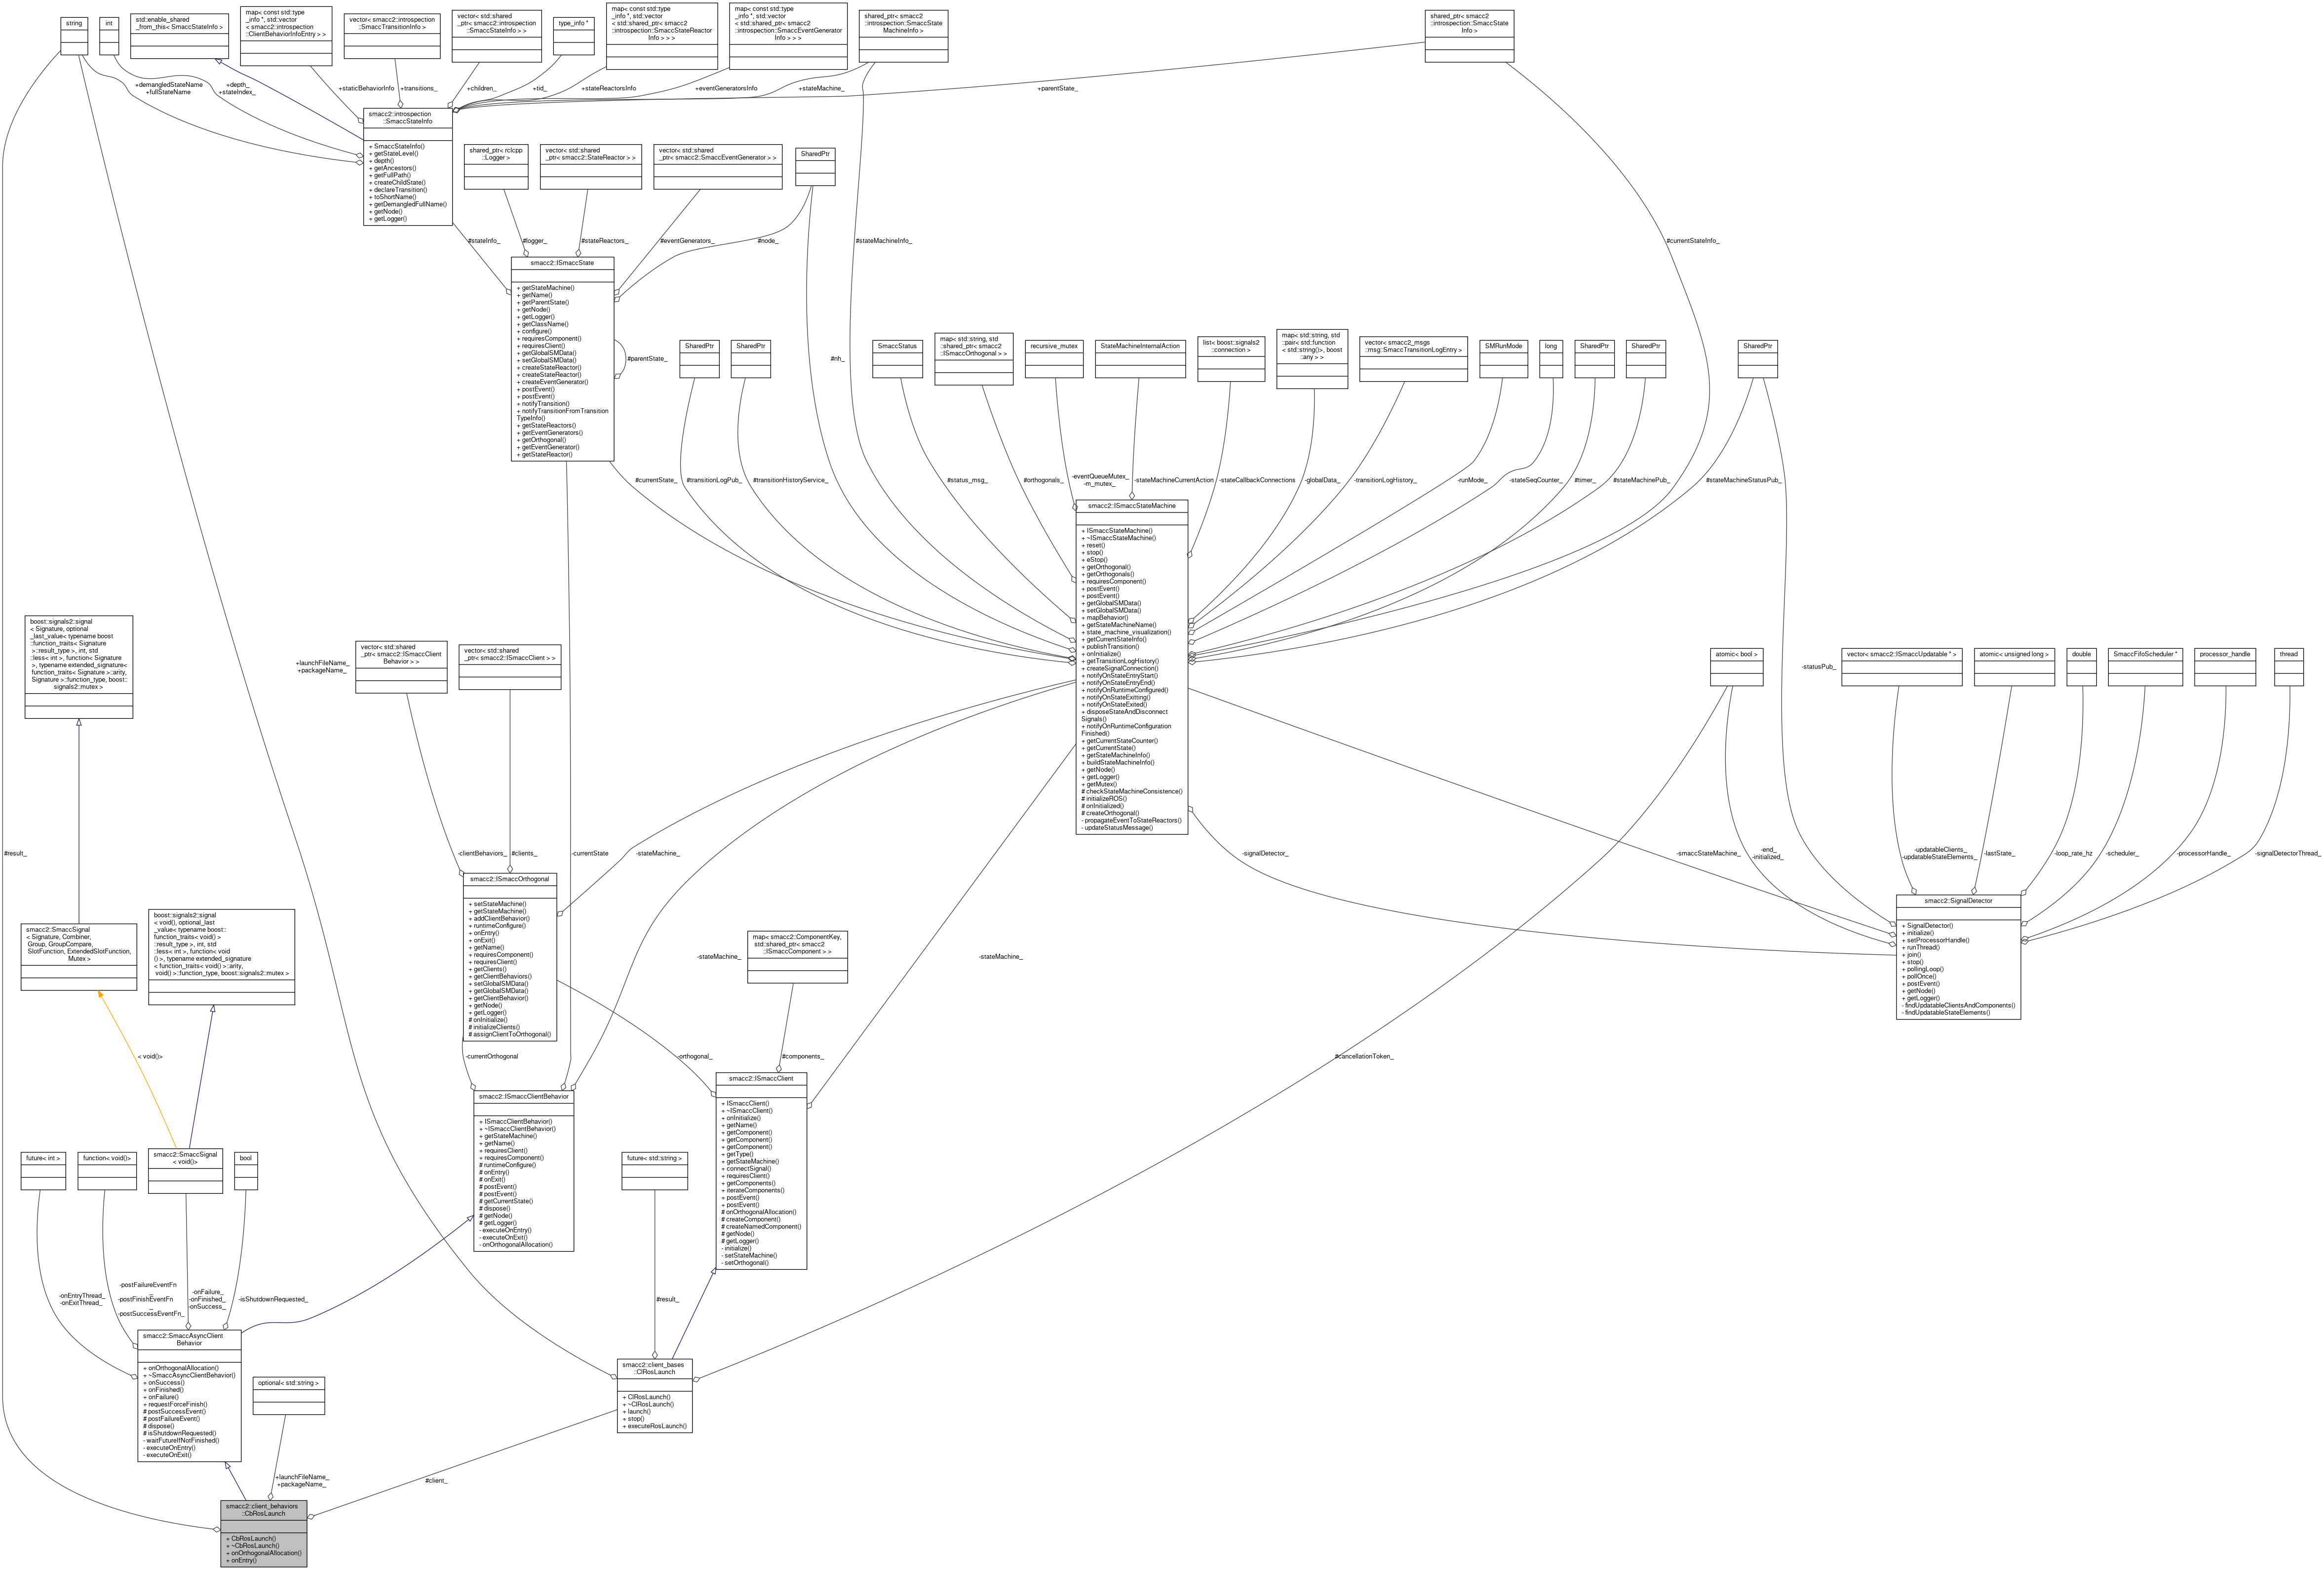 string
int
std::enable_shared
_from_this< SmaccStateInfo >
map< const std::type
_info *, std::vector
< smacc2::introspection
::ClientBehaviorInfoEntry > >
vector< smacc2::introspection
::SmaccTransitionInfo >
vector< std::shared
_ptr< smacc2::introspection
::SmaccStateInfo > >
type_info *
map< const std::type
_info *, std::vector
< std::shared_ptr< smacc2
::introspection::SmaccStateReactor
Info > > >
map< const std::type
_info *, std::vector
< std::shared_ptr< smacc2
::introspection::SmaccEventGenerator
Info > > >
shared_ptr< smacc2
::introspection::SmaccState
MachineInfo >
shared_ptr< smacc2
::introspection::SmaccState
Info >
+demangledStateName
+fullStateName
+depth_
+stateIndex_
+staticBehaviorInfo
+transitions_
+children_
+tid_
+stateReactorsInfo
+eventGeneratorsInfo
+stateMachine_
+parentState_
smacc2::introspection
::SmaccStateInfo
+ SmaccStateInfo()
+ getStateLevel()
+ depth()
+ getAncestors()
+ getFullPath()
+ createChildState()
+ declareTransition()
+ toShortName()
+ getDemangledFullName()
+ getNode()
+ getLogger()
shared_ptr< rclcpp
::Logger >
vector< std::shared
_ptr< smacc2::StateReactor > >
vector< std::shared
_ptr< smacc2::SmaccEventGenerator > >
SharedPtr
#stateInfo_
#logger_
#stateReactors_
#eventGenerators_
#node_
#stateMachineInfo_
#currentStateInfo_
smacc2::ISmaccState
+ getStateMachine()
+ getName()
+ getParentState()
+ getNode()
+ getLogger()
+ getClassName()
+ configure()
+ requiresComponent()
+ requiresClient()
+ getGlobalSMData()
+ setGlobalSMData()
+ createStateReactor()
+ createStateReactor()
+ createEventGenerator()
+ postEvent()
+ postEvent()
+ notifyTransition()
+ notifyTransitionFromTransition
TypeInfo()
+ getStateReactors()
+ getEventGenerators()
+ getOrthogonal()
+ getEventGenerator()
+ getStateReactor()
#parentState_
SharedPtr
SharedPtr
#nh_
SmaccStatus
map< std::string, std
::shared_ptr< smacc2
::ISmaccOrthogonal > >
recursive_mutex
StateMachineInternalAction
list< boost::signals2
::connection >
map< std::string, std
::pair< std::function
< std::string()>, boost
::any > >
vector< smacc2_msgs
::msg::SmaccTransitionLogEntry >
SMRunMode
long
SharedPtr
SharedPtr
SharedPtr
#currentState_
#transitionLogPub_
#transitionHistoryService_
#status_msg_
#orthogonals_
-eventQueueMutex_
-m_mutex_
-stateMachineCurrentAction
-stateCallbackConnections
-globalData_
-transitionLogHistory_
-runMode_
-stateSeqCounter_
#timer_
#stateMachinePub_
#stateMachineStatusPub_
smacc2::ISmaccStateMachine
+ ISmaccStateMachine()
+ ~ISmaccStateMachine()
+ reset()
+ stop()
+ eStop()
+ getOrthogonal()
+ getOrthogonals()
+ requiresComponent()
+ postEvent()
+ postEvent()
+ getGlobalSMData()
+ setGlobalSMData()
+ mapBehavior()
+ getStateMachineName()
+ state_machine_visualization()
+ getCurrentStateInfo()
+ publishTransition()
+ onInitialize()
+ getTransitionLogHistory()
+ createSignalConnection()
+ notifyOnStateEntryStart()
+ notifyOnStateEntryEnd()
+ notifyOnRuntimeConfigured()
+ notifyOnStateExitting()
+ notifyOnStateExited()
+ disposeStateAndDisconnect
Signals()
+ notifyOnRuntimeConfiguration
Finished()
+ getCurrentStateCounter()
+ getCurrentState()
+ getStateMachineInfo()
+ buildStateMachineInfo()
+ getNode()
+ getLogger()
+ getMutex()
# checkStateMachineConsistence()
# initializeROS()
# onInitialized()
# createOrthogonal()
- propagateEventToStateReactors()
- updateStatusMessage()
boost::signals2::signal
< Signature, optional
_last_value< typename boost
::function_traits< Signature
 >::result_type >, int, std
::less< int >, function< Signature
 >, typename extended_signature<
 function_traits< Signature >::arity,
 Signature >::function_type, boost::
signals2::mutex >
+launchFileName_
+packageName_
vector< std::shared
_ptr< smacc2::ISmaccClient
Behavior > >
vector< std::shared
_ptr< smacc2::ISmaccClient > >
atomic< bool >
-statusPub_
vector< smacc2::ISmaccUpdatable * >
atomic< unsigned long >
double
SmaccFifoScheduler *
processor_handle
thread
#result_
-clientBehaviors_
#clients_
-currentState
-stateMachine_
-signalDetector_
-smaccStateMachine_
-end_
-initialized_
-updatableClients_
-updatableStateElements_
-lastState_
-loop_rate_hz
-scheduler_
-processorHandle_
-signalDetectorThread_
smacc2::ISmaccOrthogonal
+ setStateMachine()
+ getStateMachine()
+ addClientBehavior()
+ runtimeConfigure()
+ onEntry()
+ onExit()
+ getName()
+ requiresComponent()
+ requiresClient()
+ getClients()
+ getClientBehaviors()
+ setGlobalSMData()
+ getGlobalSMData()
+ getClientBehavior()
+ getNode()
+ getLogger()
# onInitialize()
# initializeClients()
# assignClientToOrthogonal()
smacc2::SignalDetector
+ SignalDetector()
+ initialize()
+ setProcessorHandle()
+ runThread()
+ join()
+ stop()
+ pollingLoop()
+ pollOnce()
+ postEvent()
+ getNode()
+ getLogger()
- findUpdatableClientsAndComponents()
- findUpdatableStateElements()
smacc2::SmaccSignal
< Signature, Combiner,
 Group, GroupCompare,
 SlotFunction, ExtendedSlotFunction,
 Mutex >
boost::signals2::signal
< void(), optional_last
_value< typename boost::
function_traits< void() >
::result_type >, int, std
::less< int >, function< void
() >, typename extended_signature
< function_traits< void() >::arity,
 void() >::function_type, boost::signals2::mutex >
map< smacc2::ComponentKey,
 std::shared_ptr< smacc2
::ISmaccComponent > >
-stateMachine_
-stateMachine_
< void()>
-currentOrthogonal
-orthogonal_
#components_
#cancellationToken_
smacc2::ISmaccClientBehavior
+ ISmaccClientBehavior()
+ ~ISmaccClientBehavior()
+ getStateMachine()
+ getName()
+ requiresClient()
+ requiresComponent()
# runtimeConfigure()
# onEntry()
# onExit()
# postEvent()
# postEvent()
# getCurrentState()
# dispose()
# getNode()
# getLogger()
- executeOnEntry()
- executeOnExit()
- onOrthogonalAllocation()
smacc2::ISmaccClient
+ ISmaccClient()
+ ~ISmaccClient()
+ onInitialize()
+ getName()
+ getComponent()
+ getComponent()
+ getComponent()
+ getType()
+ getStateMachine()
+ connectSignal()
+ requiresClient()
+ getComponents()
+ iterateComponents()
+ postEvent()
+ postEvent()
# onOrthogonalAllocation()
# createComponent()
# createNamedComponent()
# getNode()
# getLogger()
- initialize()
- setStateMachine()
- setOrthogonal()
future< int >
function< void()>
smacc2::SmaccSignal
< void()>
bool
future< std::string >
-onEntryThread_
-onExitThread_
-postFailureEventFn
_
-postFinishEventFn
_
-postSuccessEventFn_
-onFailure_
-onFinished_
-onSuccess_
-isShutdownRequested_
#result_
smacc2::SmaccAsyncClient
Behavior
+ onOrthogonalAllocation()
+ ~SmaccAsyncClientBehavior()
+ onSuccess()
+ onFinished()
+ onFailure()
+ requestForceFinish()
# postSuccessEvent()
# postFailureEvent()
# dispose()
# isShutdownRequested()
- waitFutureIfNotFinished()
- executeOnEntry()
- executeOnExit()
optional< std::string >
smacc2::client_bases
::ClRosLaunch
+ ClRosLaunch()
+ ~ClRosLaunch()
+ launch()
+ stop()
+ executeRosLaunch()
+launchFileName_
+packageName_
#client_
smacc2::client_behaviors
::CbRosLaunch
+ CbRosLaunch()
+ ~CbRosLaunch()
+ onOrthogonalAllocation()
+ onEntry()